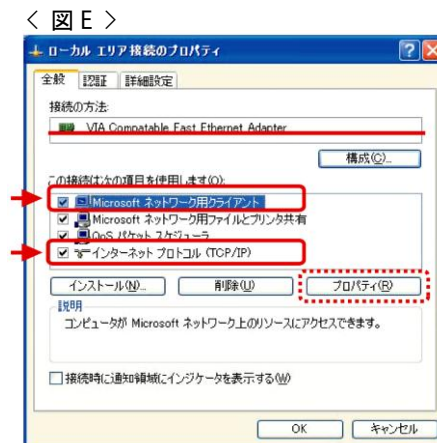 < 図 E >
ローカル エリア接続のプロパティ
全般 認証 詳細設定
接続の方法:
VIA Compatable Fast Ethernet Adapter
構成(C)...
この接続は次の項目を使用します(O):
Microsoft ネットワーク用クライアント
Microsoft ネットワーク用ファイルとプリンタ共有
QoS パケット スケジューラ
インターネット プロトコル (TCP/IP)
インストール(N)... 削除(U) プロパティ(R)
説明
コンピュータが Microsoft ネットワーク上のリソースにアクセスできます。
接続時に通知領域にインジケータを表示する(W)
OK キャンセル